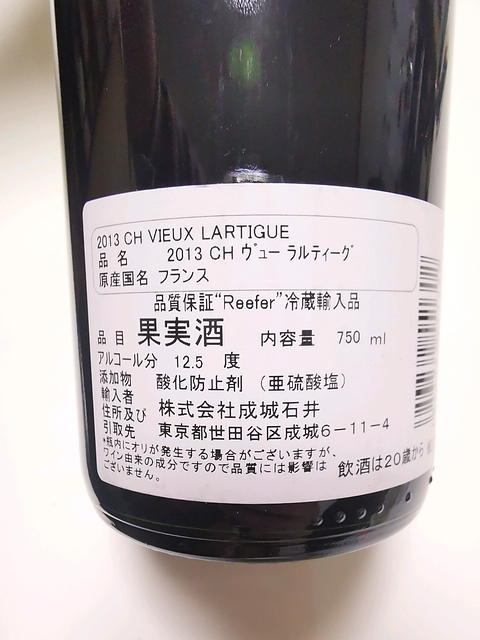 2013 CH VIEUX LARTIGUE
品 名 2013 CH ヴュー ラルティーグ
原産国名 フランス
品質保証“Reefer”冷蔵輸入品
品目 果実酒 内容量 750 ml
アルコール分 12.5 度
添加物 酸化防止剤 (亜硫酸塩)
輸入者
住所及び 株式会社成城石井
引取先 東京都世田谷区成城6-11-4
*瓶内にオリが発生する場合がございますが、
ワイン由来の成分ですので品質には影響は
ございません。
飲酒は20歳から